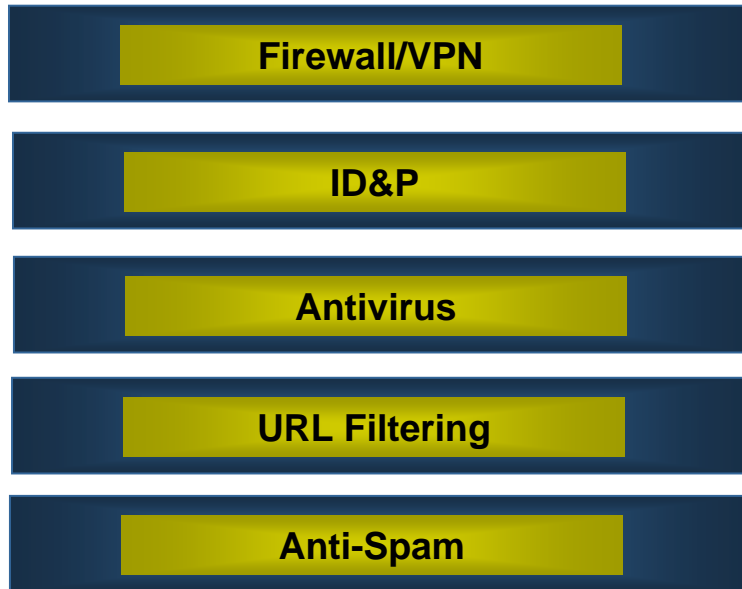 Firewall/VPN
ID&P
Antivirus
URL Filtering
Anti-Spam